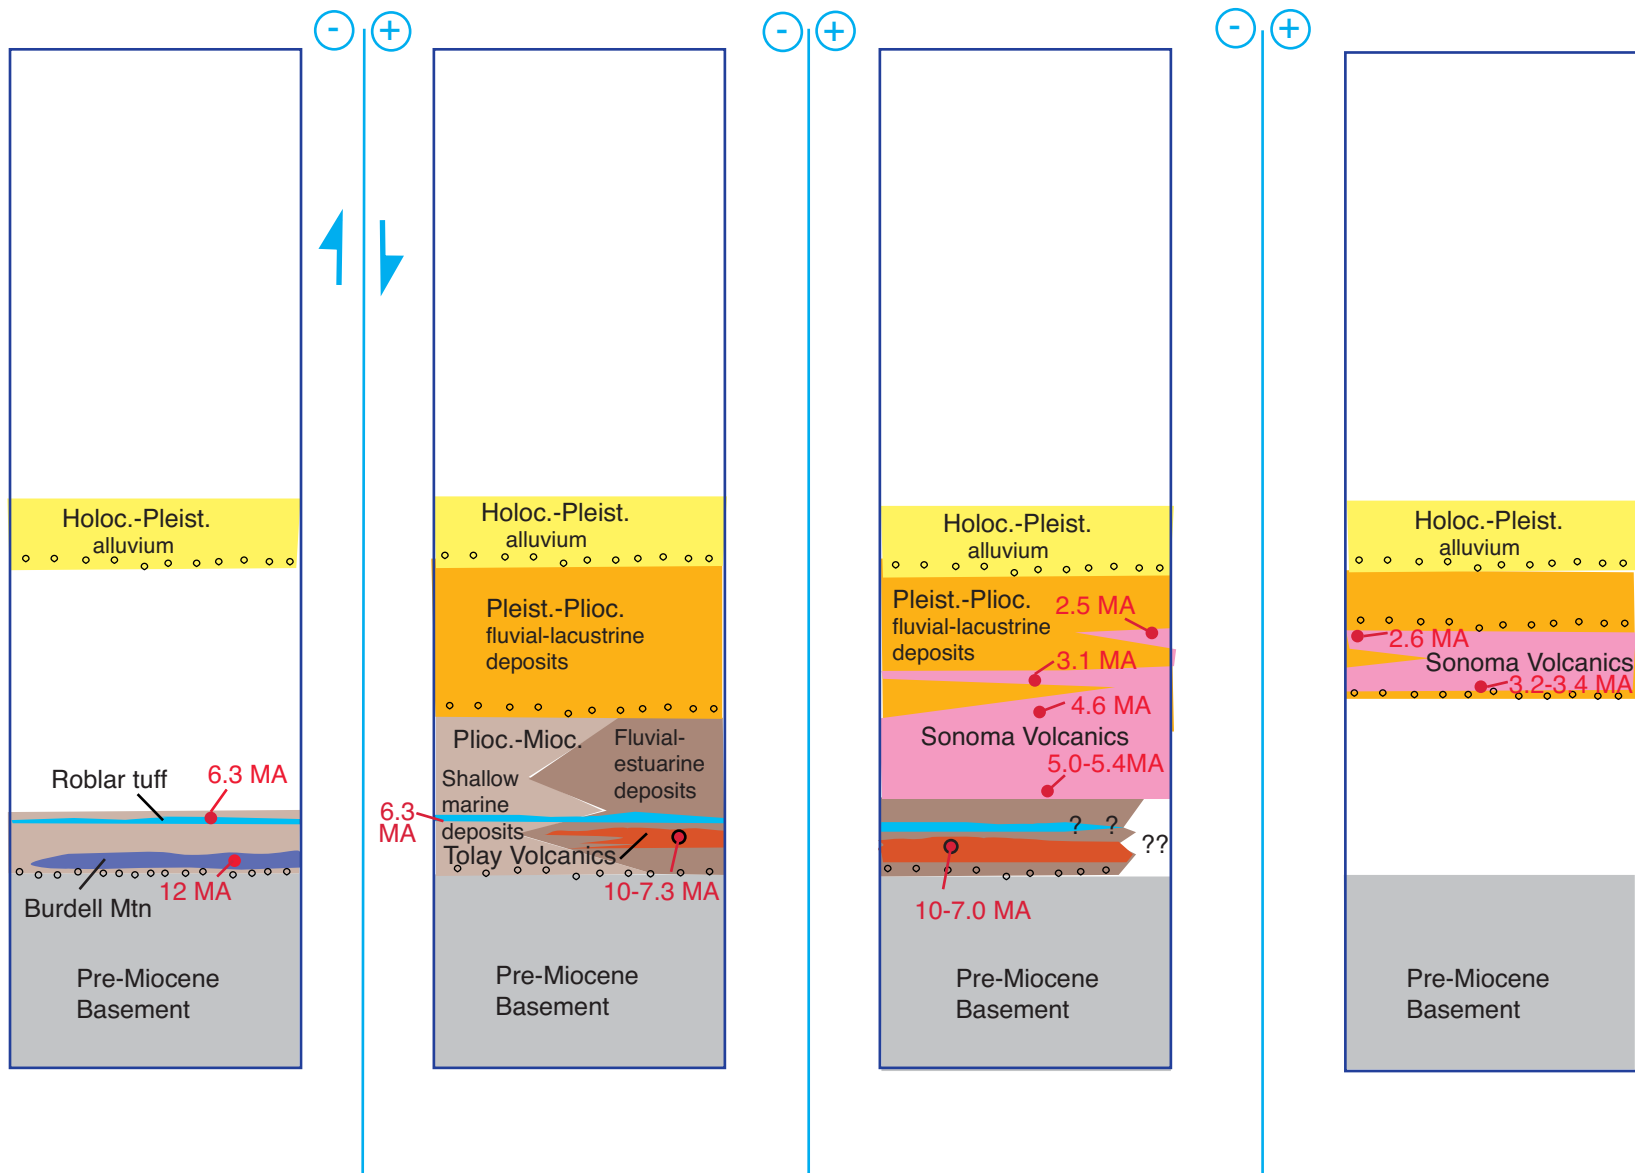 - +
- +
- +
Holoc.-Pleist.
alluvium
Roblar tuff
6.3 MA
12 MA
Burdell Mtn
Pre-Miocene
Basement
Holoc.-Pleist.
alluvium
Pleist.-Plioc.
fluvial-lacustrine
deposits
Plioc.-Mioc.
Shallow
marine
deposits
Fluvial-
estuarine
deposits
6.3
MA
Tolay Volcanics
10-7.3 MA
Pre-Miocene
Basement
Holoc.-Pleist.
alluvium
Pleist.-Plioc.
fluvial-lacustrine
deposits
2.5 MA
3.1 MA
4.6 MA
Sonoma Volcanics
5.0-5.4MA
? ?
??
10-7.0 MA
Pre-Miocene
Basement
Holoc.-Pleist.
alluvium
2.6 MA
Sonoma Volcanics
3.2-3.4 MA
Pre-Miocene
Basement